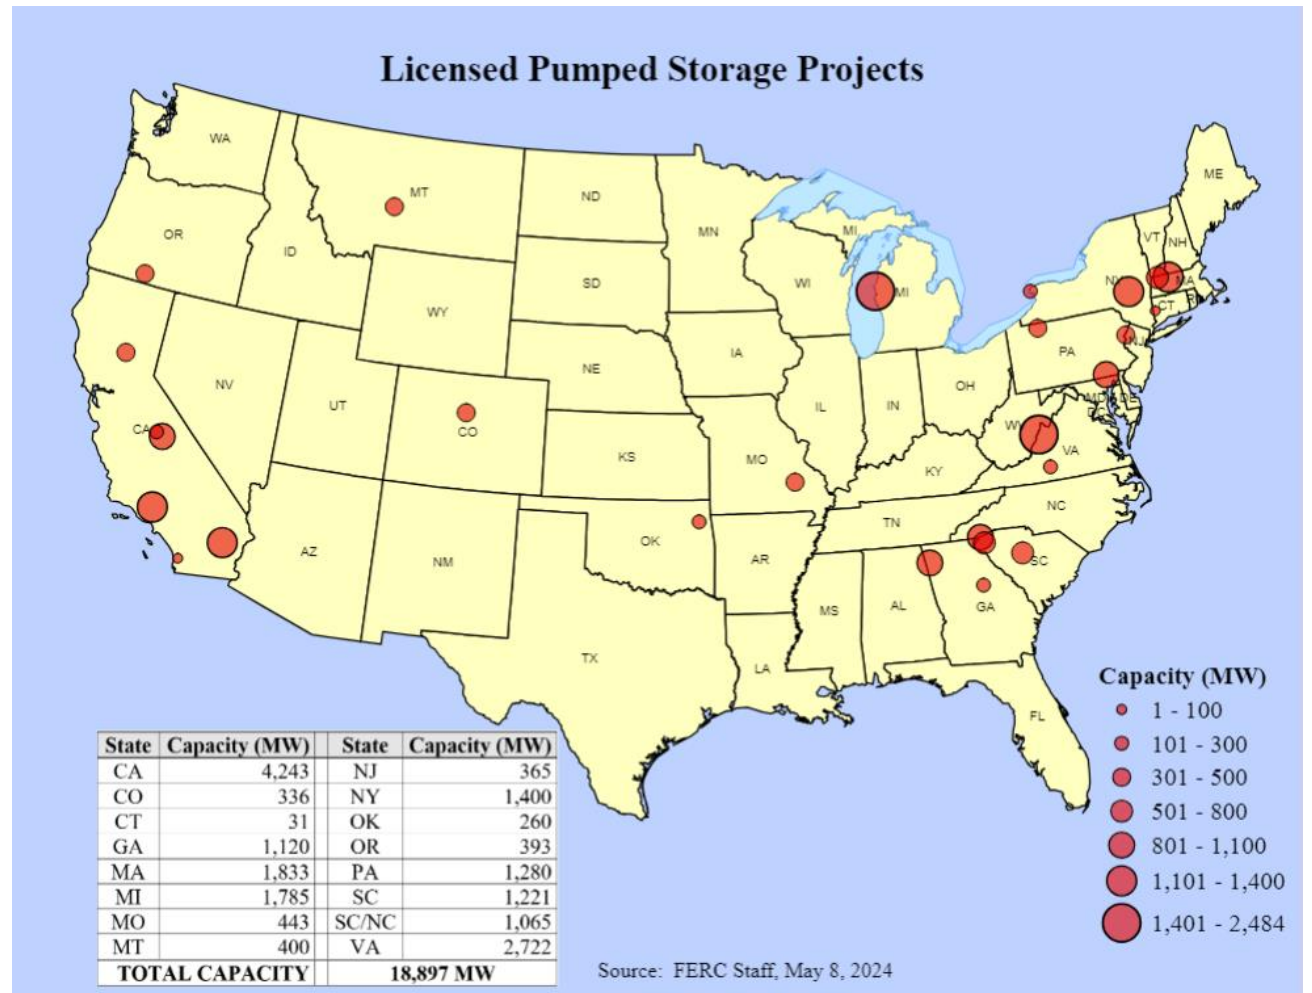 Licensed Pumped Storage Projects
WA
MT
ND
MN
ME
OR
ID
SD
WI
MI
MI
NY
VT
NH
MA
WY
IA
CT
NE
PA
NJ
NV
UT
IL
IN
OH
MD
DE
DC
CA
CO
KS
MO
WV
VA
KY
NC
TN
AZ
NM
OK
AR
SC
MS
AL
GA
TX
LA
FL
State Capacity (MW) State Capacity (MW)
CA 4,243 NJ 365
CO 336 NY 1,400
CT 31 OK 260
GA 1,120 OR 393
MA 1,833 PA 1,280
MI 1,785 SC 1,221
MO 443 SC/NC 1,065
MT 400 VA 2,722
TOTAL CAPACITY 18,897 MW
Source: FERC Staff, May 8, 2024
Capacity (MW)
1 - 100
101 - 300
301 - 500
501 - 800
801 - 1,100
1,101 - 1,400
1,401 - 2,484